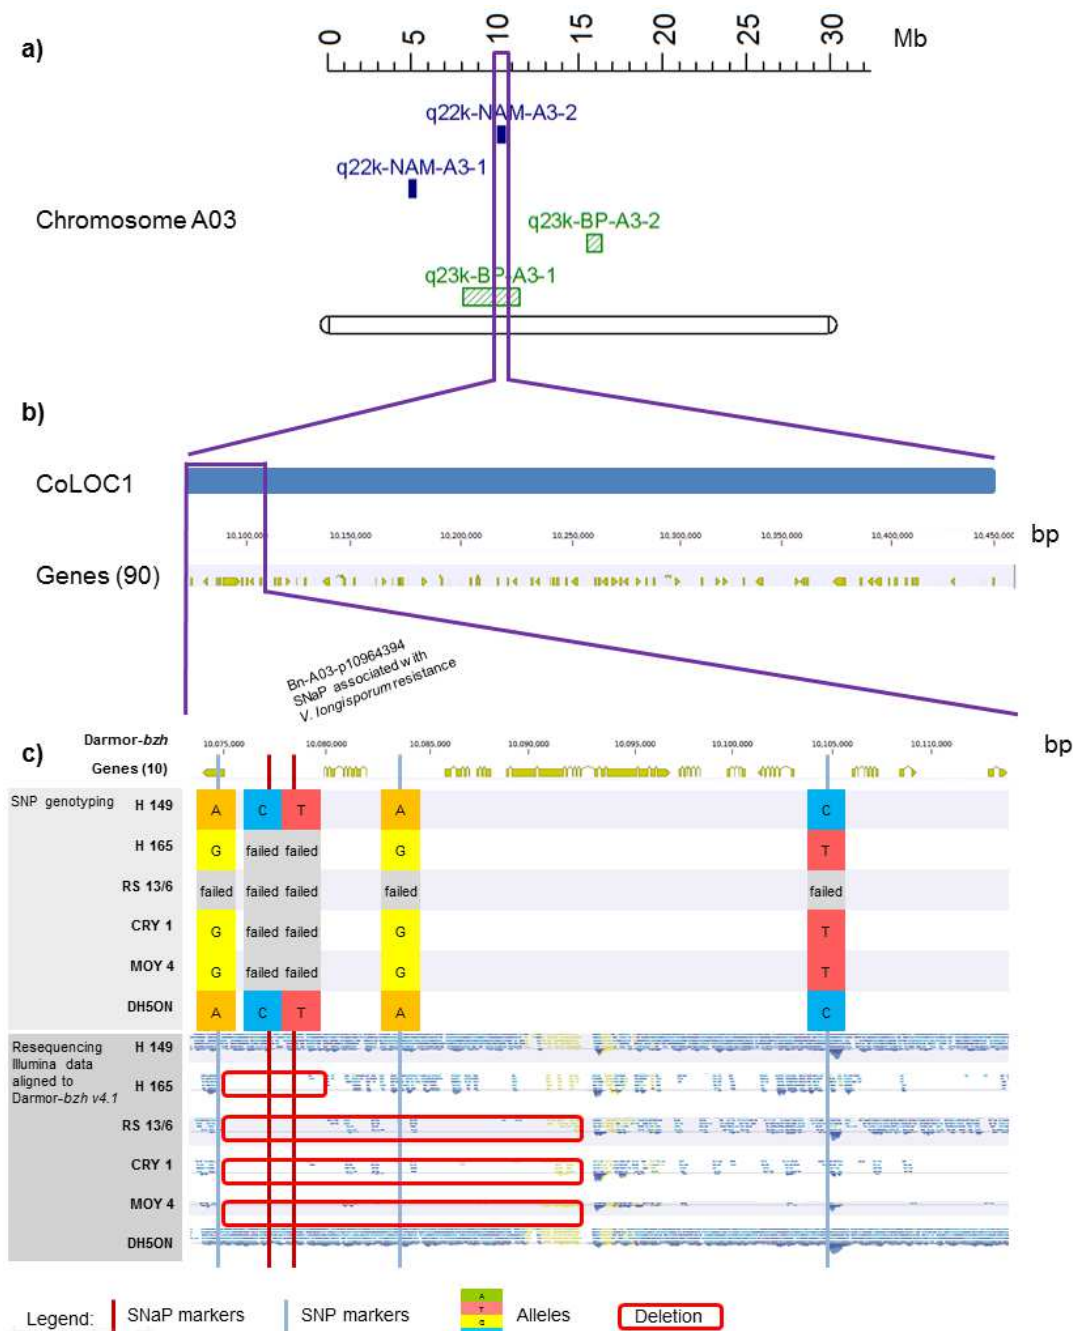 a)
0 5 10 15 20 25 30 Mb
q22k-NAM-A3-2
q22k-NAM-A3-1
Chromosome A03
q23k-BP-A3-2
q23k-BP-A3-1
b)
CoLOC1
10,100,000 10,150,000 10,200,000 10,250,000 10,300,000 10,350,000 10,400,000 10,450,000 bp
Genes (90)
Bn-A03-p10964394
SNaP associated with
V. longisporum resistance
c)
Darmor-bzh 10,075,000 10,080,000 10,085,000 10,090,000 10,095,000 10,100,000 10,105,000 10,110,000 bp
Genes (10)
SNP genotyping H 149 A C T A C
H 165 G failed failed G T
RS 13/6 failed failed failed failed failed
CRY 1 G failed failed G T
MOY 4 G failed failed G T
DH5ON A C T A C
Resequencing H 149
Illumina data
aligned to H 165
Darmor-bzh v4.1
RS 13/6
CRY 1
MOY 4
DH5ON
Legend: SNaP markers SNP markers A T G Alleles Deletion